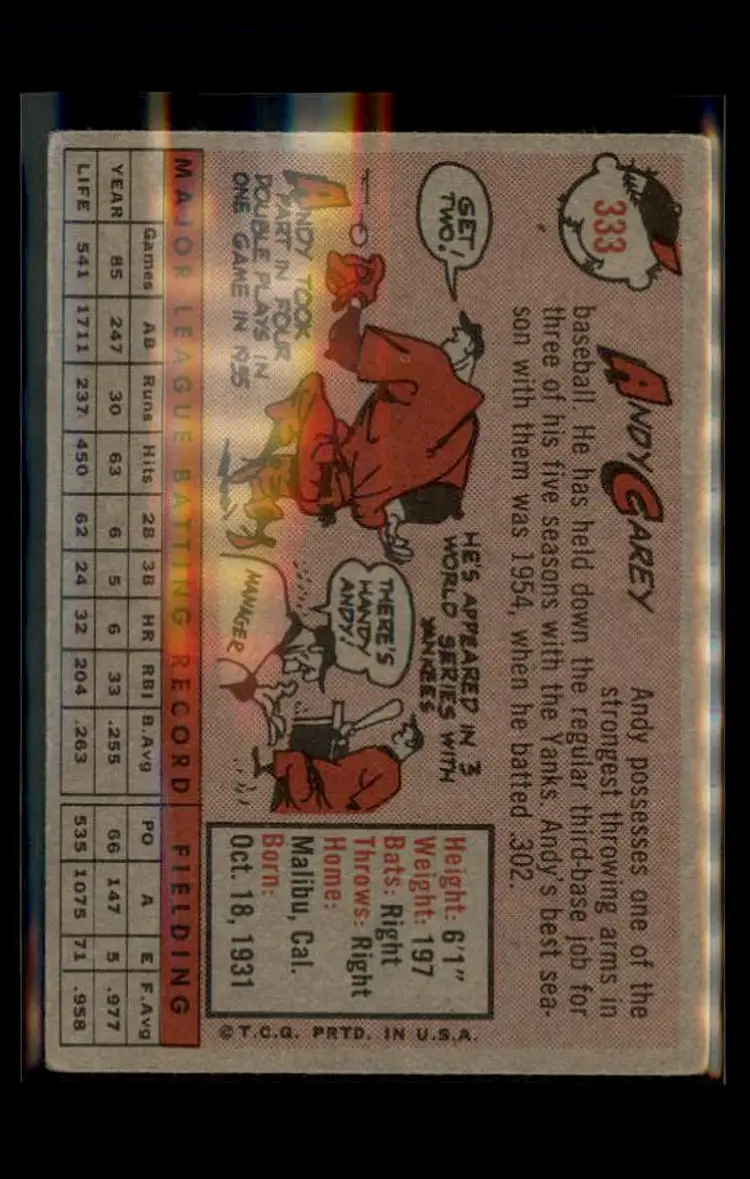 333
ANDY CAREY
Andy possesses one of the
strongest throwing arms in
baseball. He has held down the regular third-base job for
three of his five seasons with the Yanks. Andy's best sea-
son with them was 1954, when he batted .302.
GET
TWO!
ANDY TOOK
PART IN FOUR
DOUBLE PLAYS IN
ONE GAME IN 1955
HE'S APPEARED IN 3
WORLD SERIES WITH
YANKEES
THERE'S
HANDY
ANDY!
MANAGER
Height: 6'1"
Weight: 197
Bats: Right
Throws: Right
Home:
Malibu, Cal.
Born:
Oct. 18, 1931
© T.C.G. PRTD. IN U.S.A.
MAJOR LEAGUE BATTING RECORD FIELDING
Games AB Runs Hits 2B 3B HR RBI B.Avg PO A E F.Avg
YEAR 85 247 30 63 6 5 6 33 .255 66 147 5 .977
LIFE 541 1711 237 450 62 24 32 204 .263 535 1075 71 .958